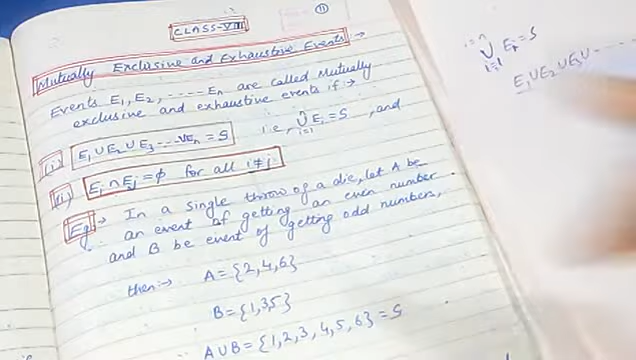 11
CLASS-VIII
Mutually Exclusive and Exhaustive Events :→
Events E1, E2, ----- En are called Mutually
exclusive and exhaustive events if :→
(i) E1 ∪ E2 ∪ E3 ---- ∪En = S i.e, ⋃ⁿᵢ₌₁ Ei = S , and
(ii) Ei ∩ Ej = ϕ for all i ≠ j
Eg:→ In a single throw of a die, let A be
an event of getting an even number
and B be event of getting odd numbers,
then :→ A = {2,4,6}
B = {1,3,5}
∴ A ∪ B = {1, 2, 3, 4, 5, 6} = S
i=n
⋃ = S
i=1
E1 ∪ E2 ∪ E3 ∪ -----